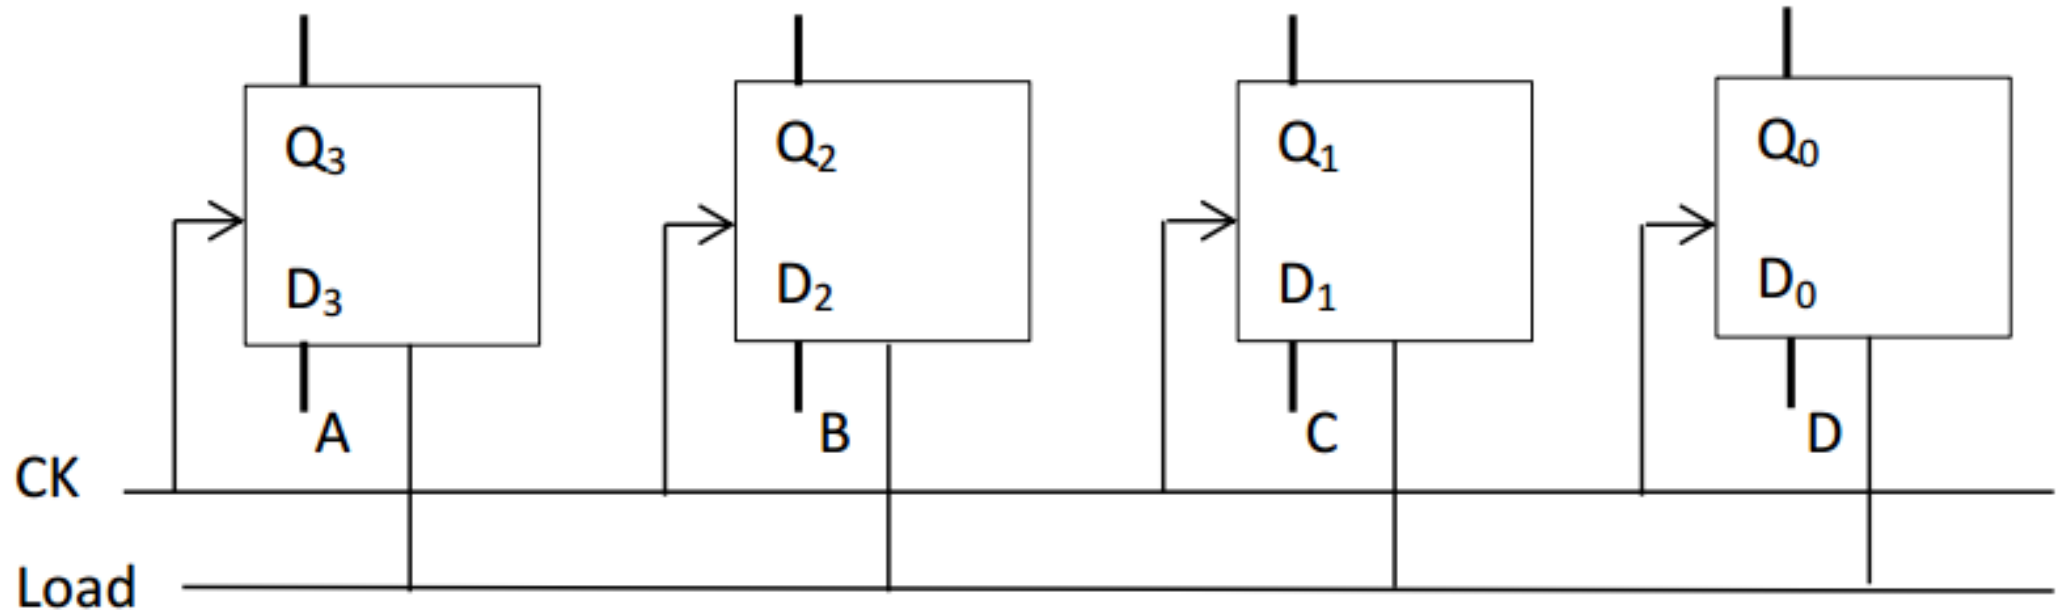 Q₃ Q₂ Q₁ Q₀
D₃ D₂ D₁ D₀
A B C D
CK
Load